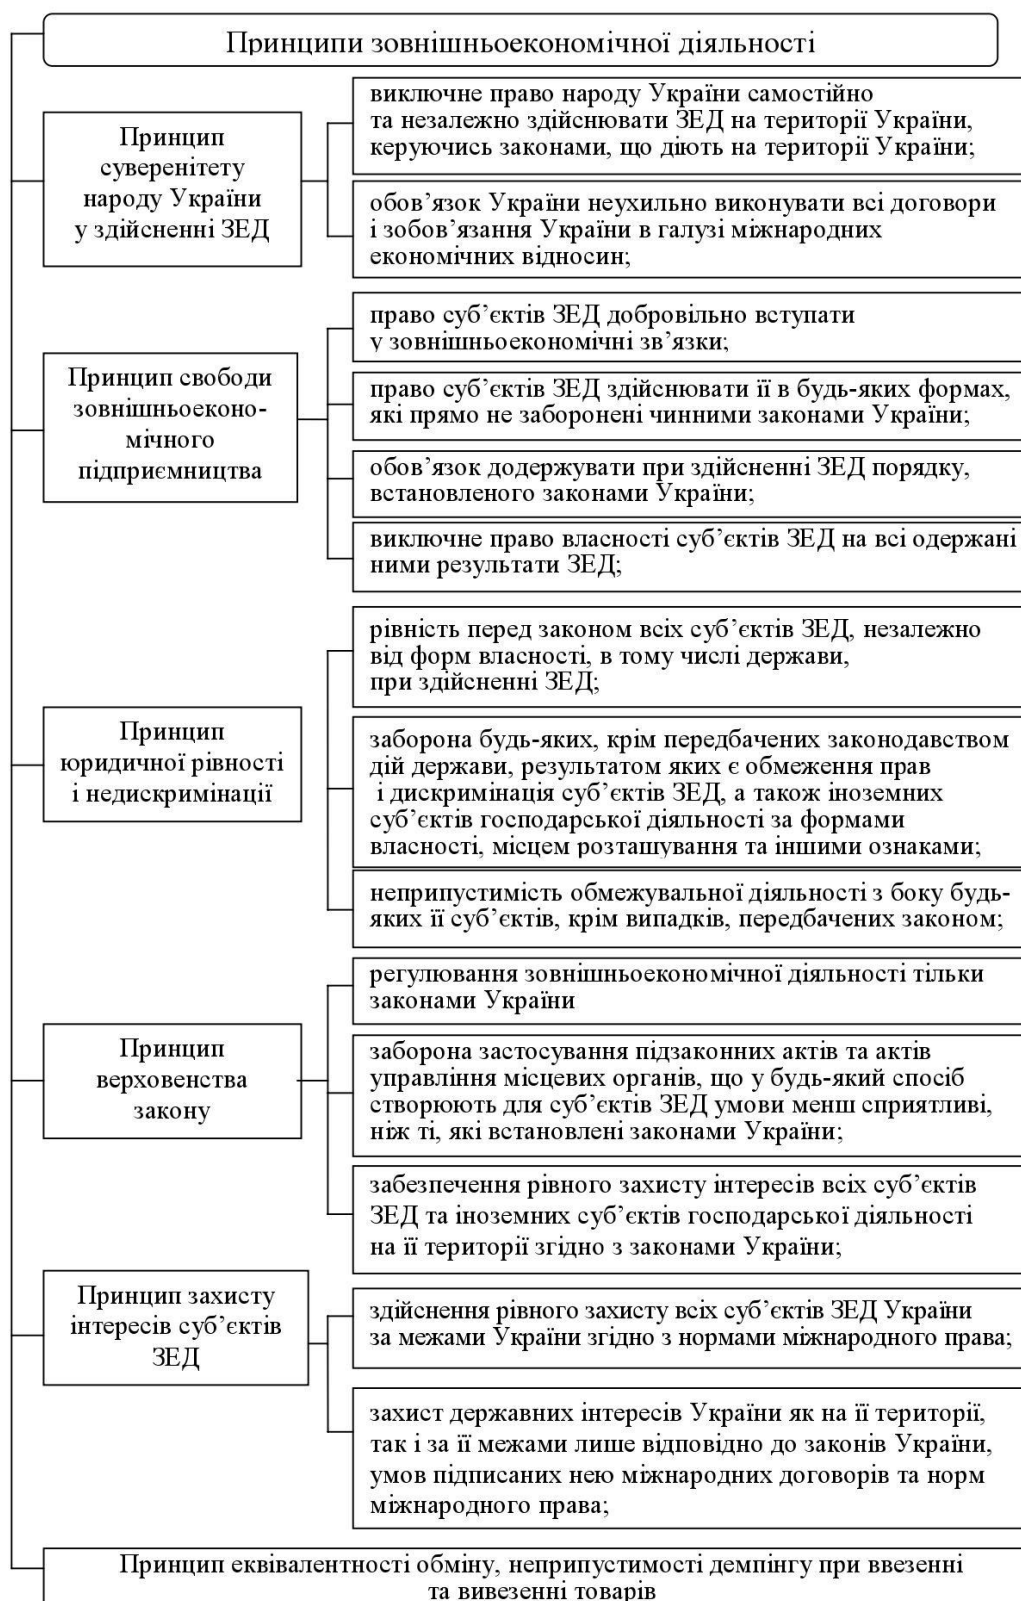 Принципи зовнішньоекономічної діяльності
Принцип
суверенітету
народу України
у здійсненні ЗЕД
виключне право народу України самостійно
та незалежно здійснювати ЗЕД на території України,
керуючись законами, що діють на території України;
обов’язок України неухильно виконувати всі договори
і зобов’язання України в галузі міжнародних
економічних відносин;
Принцип свободи
зовнішньоеконо-
мічного
підприємництва
право суб’єктів ЗЕД добровільно вступати
у зовнішньоекономічні зв’язки;
право суб’єктів ЗЕД здійснювати її в будь-яких формах,
які прямо не заборонені чинними законами України;
обов’язок додержувати при здійсненні ЗЕД порядку,
встановленого законами України;
виключне право власності суб’єктів ЗЕД на всі одержані
ними результати ЗЕД;
Принцип
юридичної рівності
і недискримінації
рівність перед законом всіх суб’єктів ЗЕД, незалежно
від форм власності, в тому числі держави,
при здійсненні ЗЕД;
заборона будь-яких, крім передбачених законодавством
дій держави, результатом яких є обмеження прав
і дискримінація суб’єктів ЗЕД, а також іноземних
суб’єктів господарської діяльності за формами
власності, місцем розташування та іншими ознаками;
неприпустимість обмежувальної діяльності з боку будь-
яких її суб’єктів, крім випадків, передбачених законом;
Принцип
верховенства
закону
регулювання зовнішньоекономічної діяльності тільки
законами України
заборона застосування підзаконних актів та актів
управління місцевих органів, що у будь-який спосіб
створюють для суб’єктів ЗЕД умови менш сприятливі,
ніж ті, які встановлені законами України;
забезпечення рівного захисту інтересів всіх суб’єктів
ЗЕД та іноземних суб’єктів господарської діяльності
на її території згідно з законами України;
Принцип захисту
інтересів суб’єктів
ЗЕД
здійснення рівного захисту всіх суб’єктів ЗЕД України
за межами України згідно з нормами міжнародного права;
захист державних інтересів України як на її території,
так і за її межами лише відповідно до законів України,
умов підписаних нею міжнародних договорів та норм
міжнародного права;
Принцип еквівалентності обміну, неприпустимості демпінгу при ввезенні
та вивезенні товарів